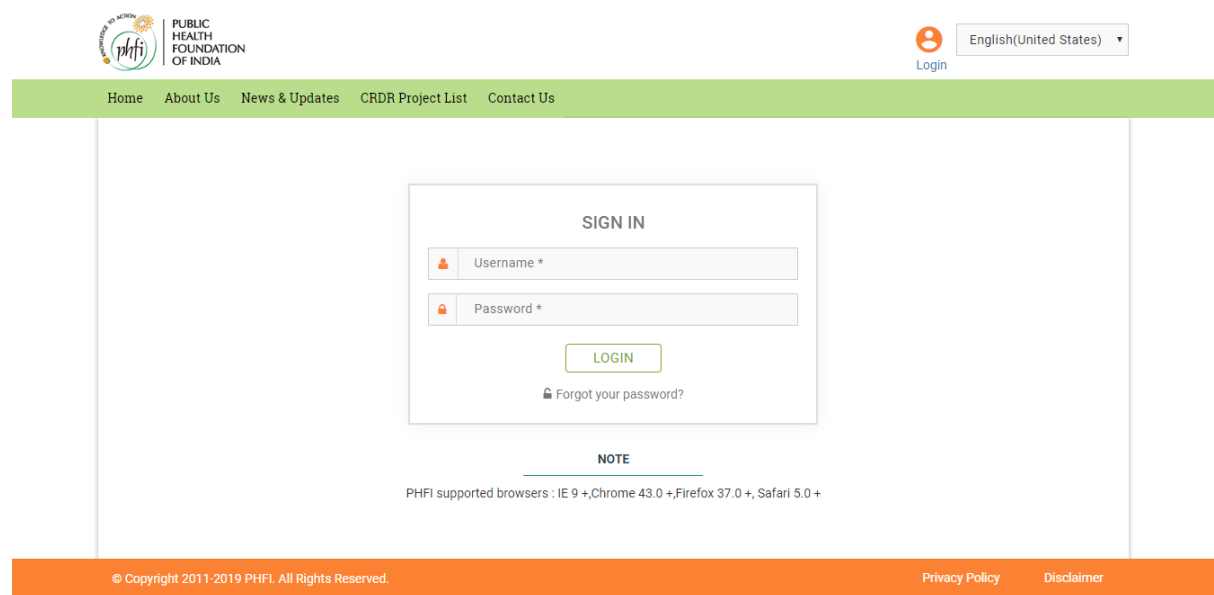 KNOWLEDGE TO ACTION
phfi
PUBLIC
HEALTH
FOUNDATION
OF INDIA
Login
English(United States)
Home About Us News & Updates CRDR Project List Contact Us
SIGN IN
Username *
Password *
LOGIN
Forgot your password?
NOTE
PHFI supported browsers : IE 9 +,Chrome 43.0 +,Firefox 37.0 +, Safari 5.0 +
© Copyright 2011-2019 PHFI. All Rights Reserved. Privacy Policy Disclaimer